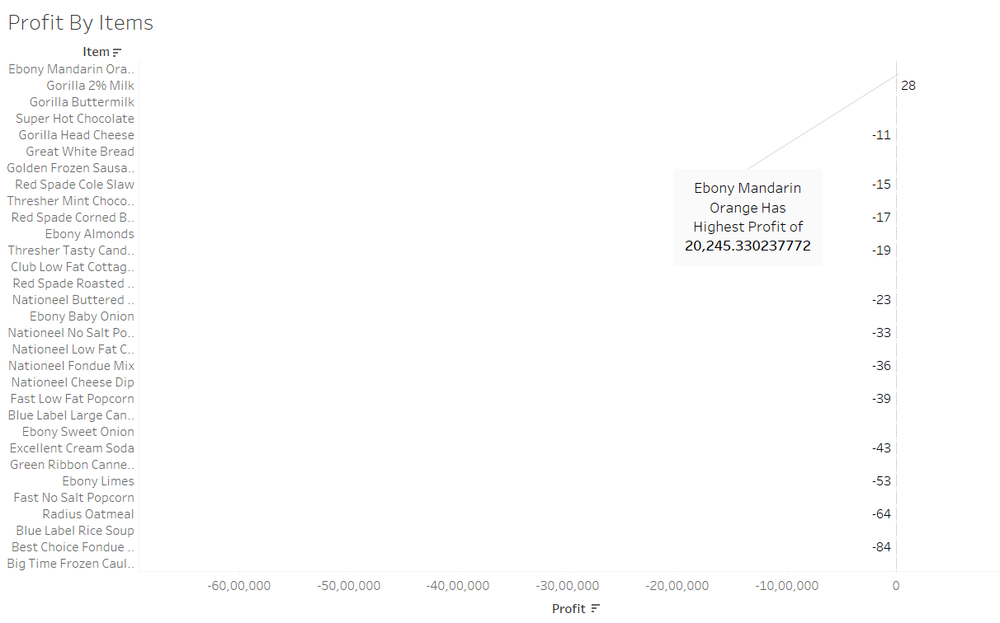 Profit By Items
Item
Ebony Mandarin Ora..
Gorilla 2% Milk 28
Gorilla Buttermilk
Super Hot Chocolate
Gorilla Head Cheese -11
Great White Bread
Golden Frozen Sausa..
Red Spade Cole Slaw -15
Thresher Mint Choco..
Red Spade Corned B.. -17
Ebony Almonds
Thresher Tasty Cand.. -19
Club Low Fat Cottag..
Red Spade Roasted ..
Nationeel Buttered .. -23
Ebony Baby Onion
Nationeel No Salt Po.. -33
Nationeel Low Fat C..
Nationeel Fondue Mix -36
Nationeel Cheese Dip
Fast Low Fat Popcorn -39
Blue Label Large Can..
Ebony Sweet Onion
Excellent Cream Soda -43
Green Ribbon Canne..
Ebony Limes -53
Fast No Salt Popcorn
Radius Oatmeal -64
Blue Label Rice Soup
Best Choice Fondue .. -84
Big Time Frozen Caul..
Ebony Mandarin
Orange Has
Highest Profit of
20,245.330237772
-60,00,000 -50,00,000 -40,00,000 -30,00,000 -20,00,000 -10,00,000 0
Profit